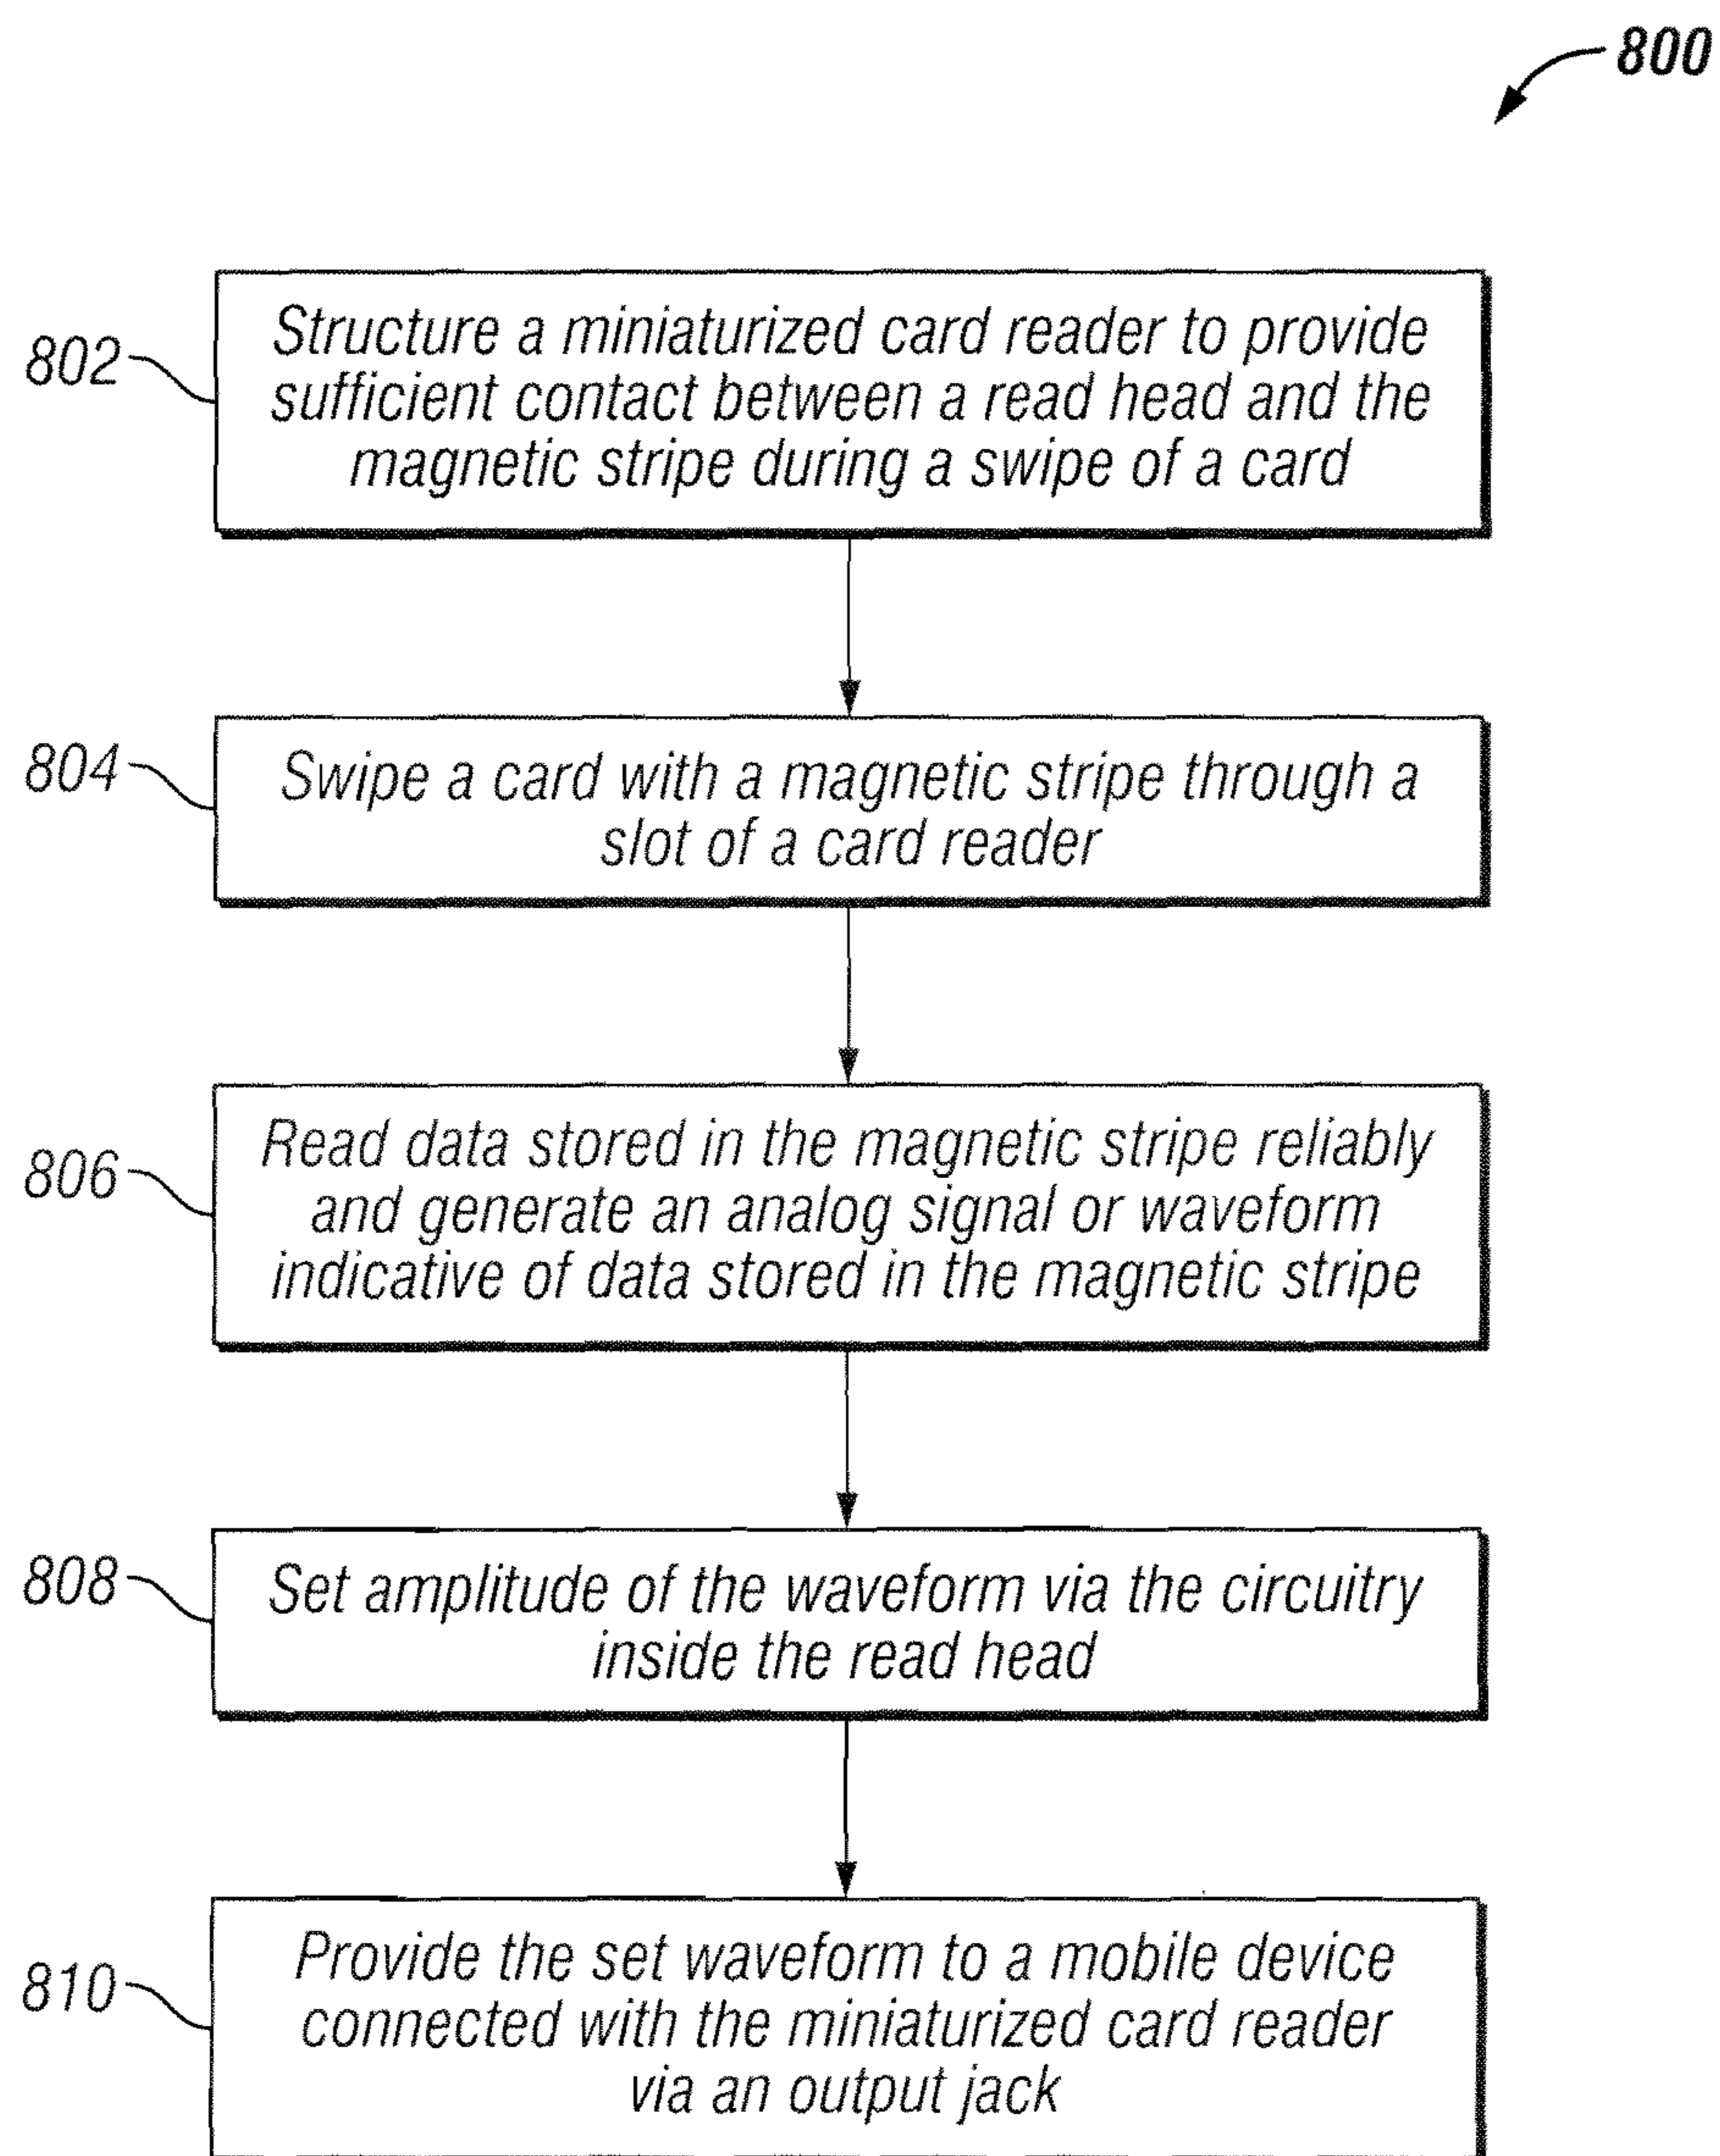 800
802
Structure a miniaturized card reader to provide
sufficient contact between a read head and the
magnetic stripe during a swipe of a card
804
Swipe a card with a magnetic stripe through a
slot of a card reader
806
Read data stored in the magnetic stripe reliably
and generate an analog signal or waveform
indicative of data stored in the magnetic stripe
808
Set amplitude of the waveform via the circuitry
inside the read head
810
Provide the set waveform to a mobile device
connected with the miniaturized card reader
via an output jack